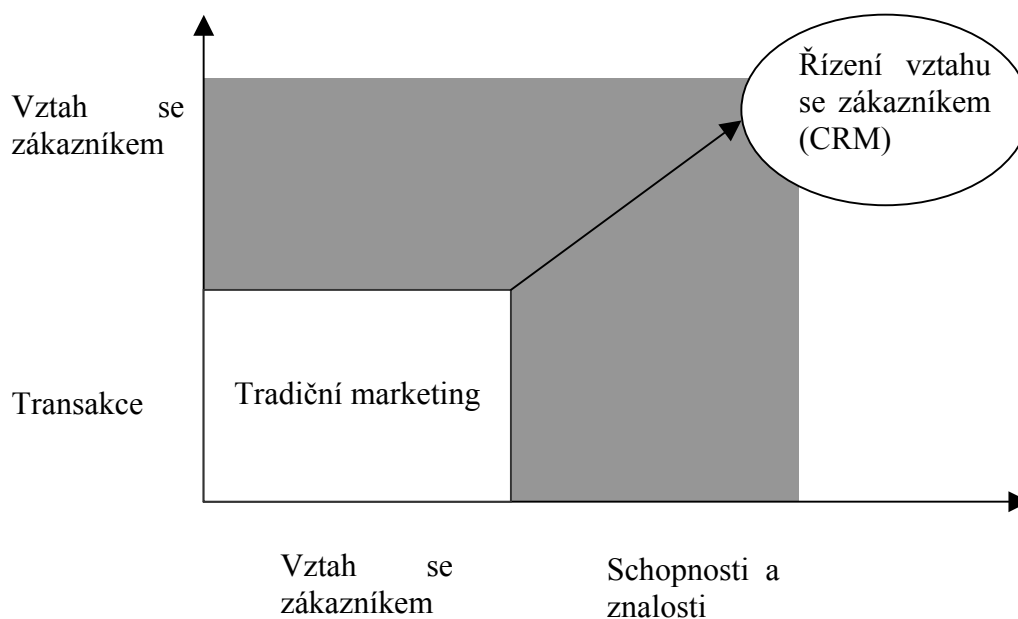 Vztah se
zákazníkem
Řízení vztahu
se zákazníkem
(CRM)
Transakce
Tradiční marketing
Vztah se
zákazníkem
Schopnosti a
znalosti